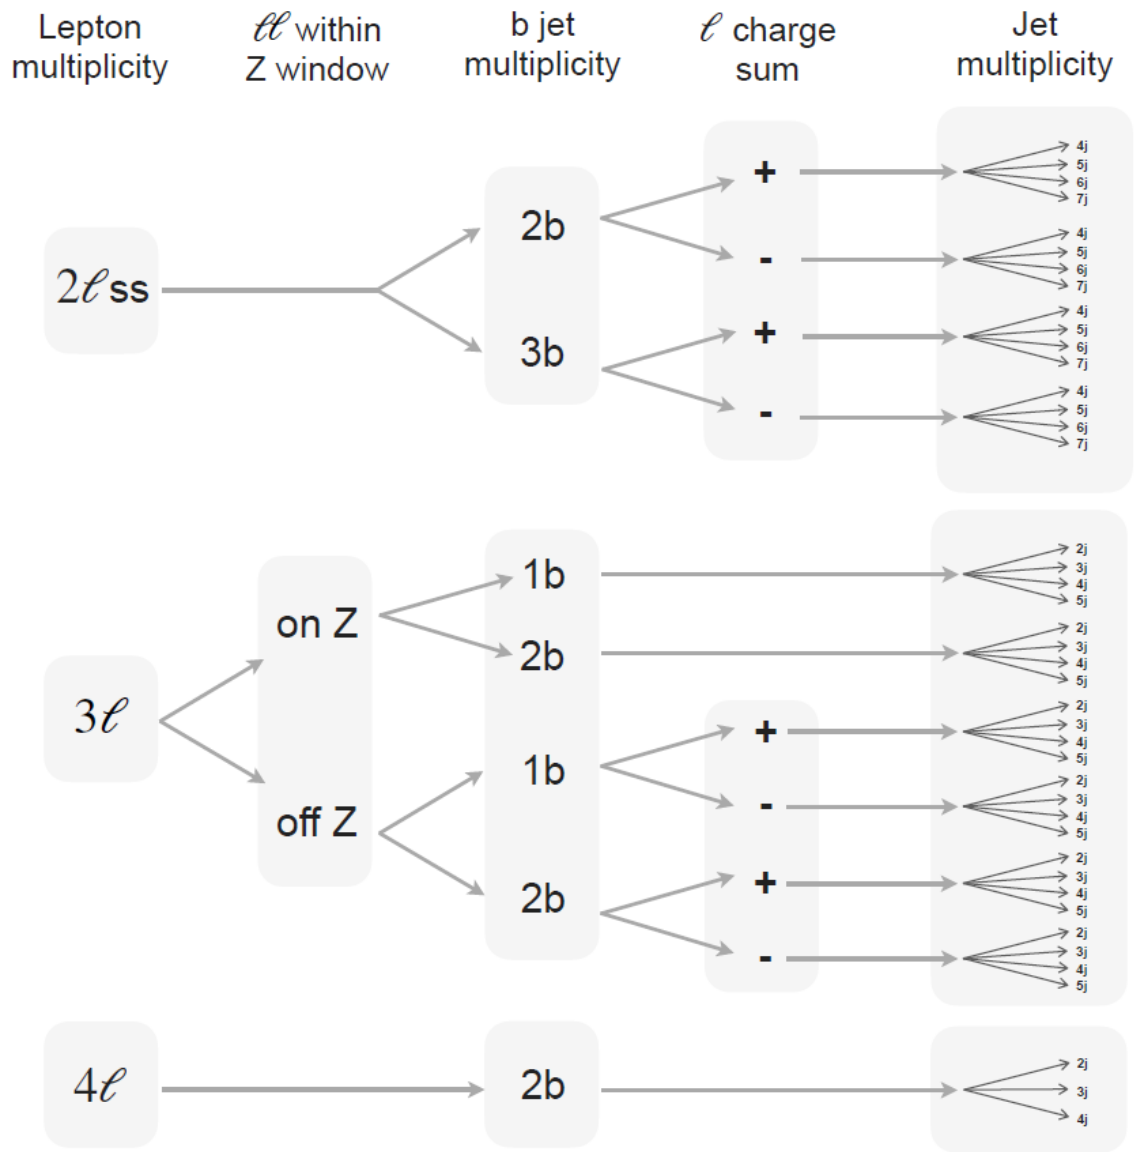 Lepton
multiplicity
ℓℓ within
Z window
b jet
multiplicity
ℓ charge
sum
Jet
multiplicity
2ℓ ss
2b
3b
+
-
+
-
4j
5j
6j
7j
4j
5j
6j
7j
4j
5j
6j
7j
4j
5j
6j
7j
3ℓ
on Z
off Z
1b
2b
1b
2b
+
-
+
-
2j
3j
4j
5j
2j
3j
4j
5j
2j
3j
4j
5j
2j
3j
4j
5j
2j
3j
4j
5j
2j
3j
4j
5j
4ℓ
2b
2j
3j
4j